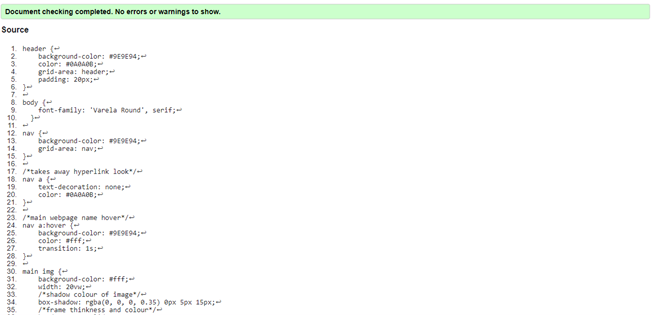 Document checking completed. No errors or warnings to show.
Source
1. header {↩
2. background-color: #9E9E94;↩
3. color: #0A0A0B;↩
4. grid-area: header;↩
5. padding: 20px;↩
6. }↩
7. ↩
8. body {↩
9. font-family: 'Varela Round', serif;↩
10. }↩
11. ↩
12. nav {↩
13. background-color: #9E9E94;↩
14. grid-area: nav;↩
15. }↩
16. ↩
17. /*takes away hyperlink look*/↩
18. nav a {↩
19. text-decoration: none;↩
20. color: #0A0A0B;↩
21. }↩
22. ↩
23. /*main webpage name hover*/↩
24. nav a:hover {↩
25. background-color: #9E9E94;↩
26. color: #fff;↩
27. transition: 1s;↩
28. }↩
29. ↩
30. main img {↩
31. background-color: #fff;↩
32. width: 20vw;↩
33. /*shadow colour of image*/↩
34. box-shadow: rgba(0, 0, 0, 0.35) 0px 5px 15px;↩
35. /*frame thinkness and colour*/↩